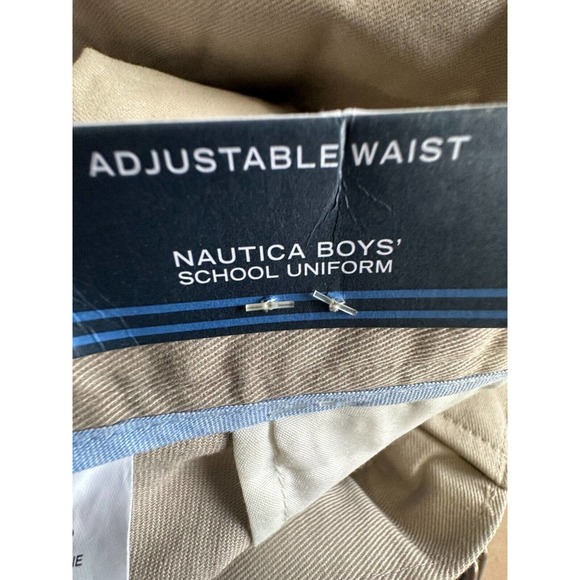 ADJUSTABLE WAIST
NAUTICA BOYS'
SCHOOL UNIFORM